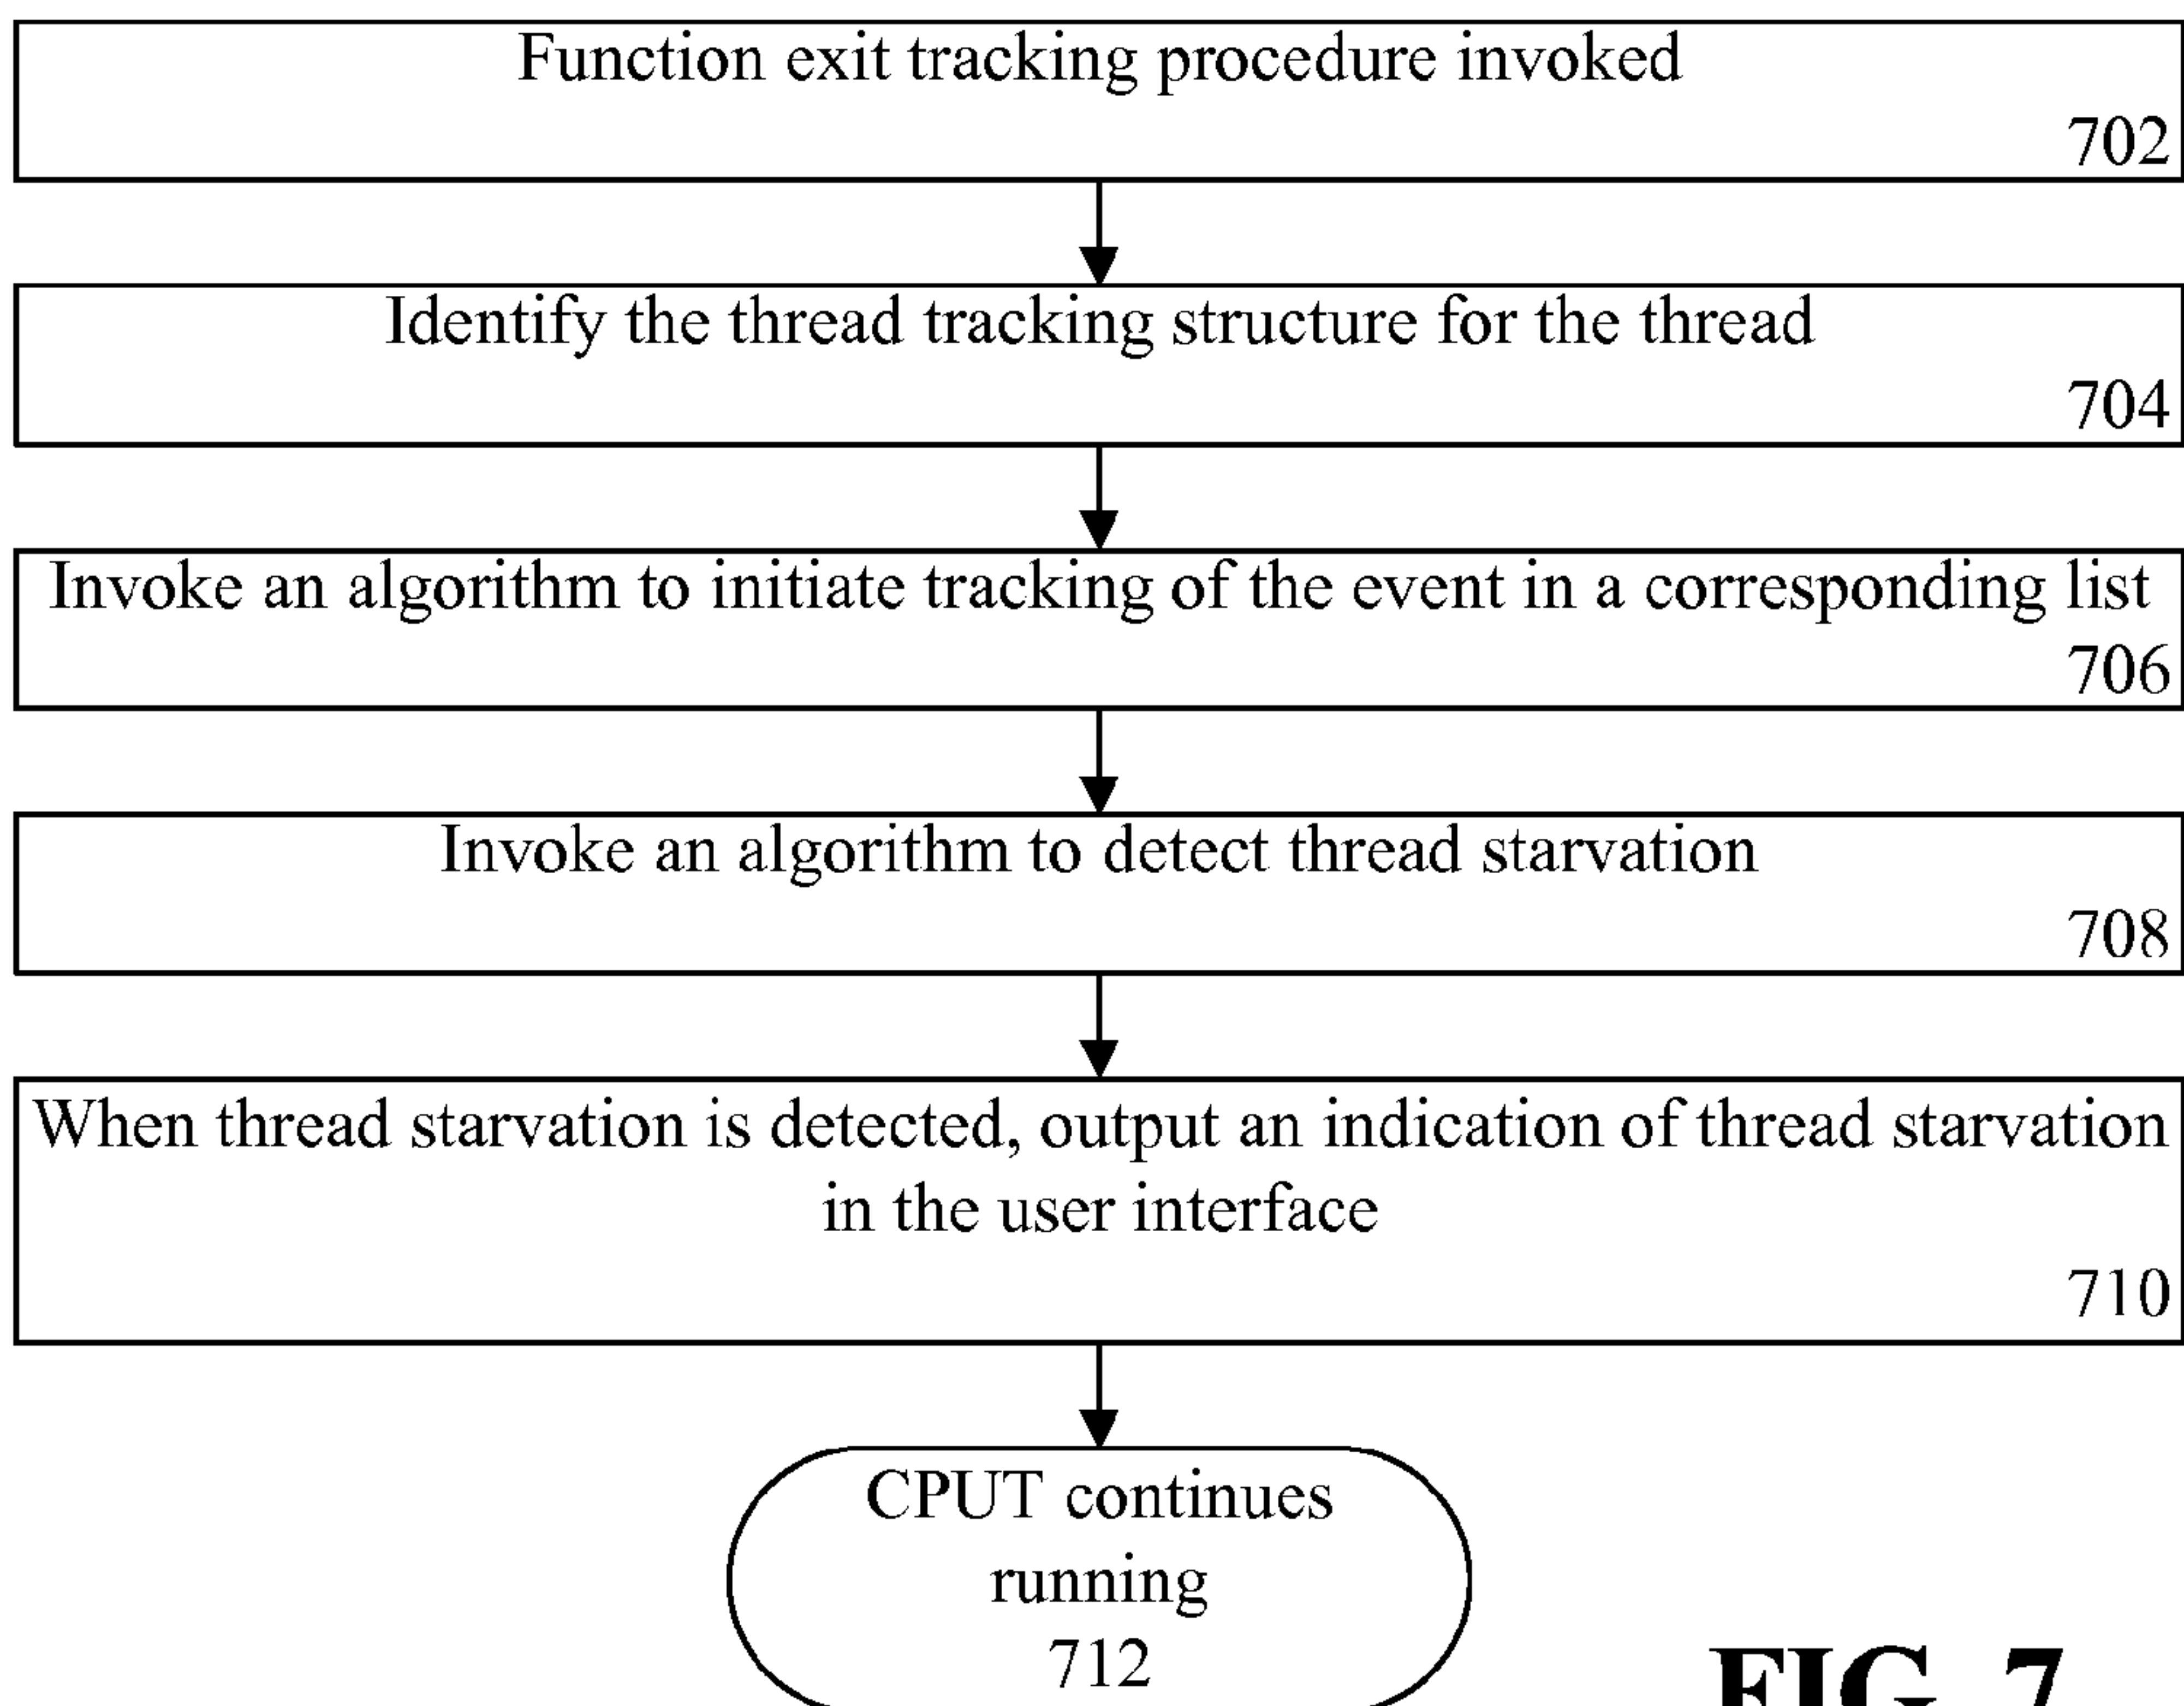 Function exit tracking procedure invoked
702
Identify the thread tracking structure for the thread
704
Invoke an algorithm to initiate tracking of the event in a corresponding list
706
Invoke an algorithm to detect thread starvation
708
When thread starvation is detected, output an indication of thread starvation
in the user interface
710
CPUT continues
running
712
FIG. 7